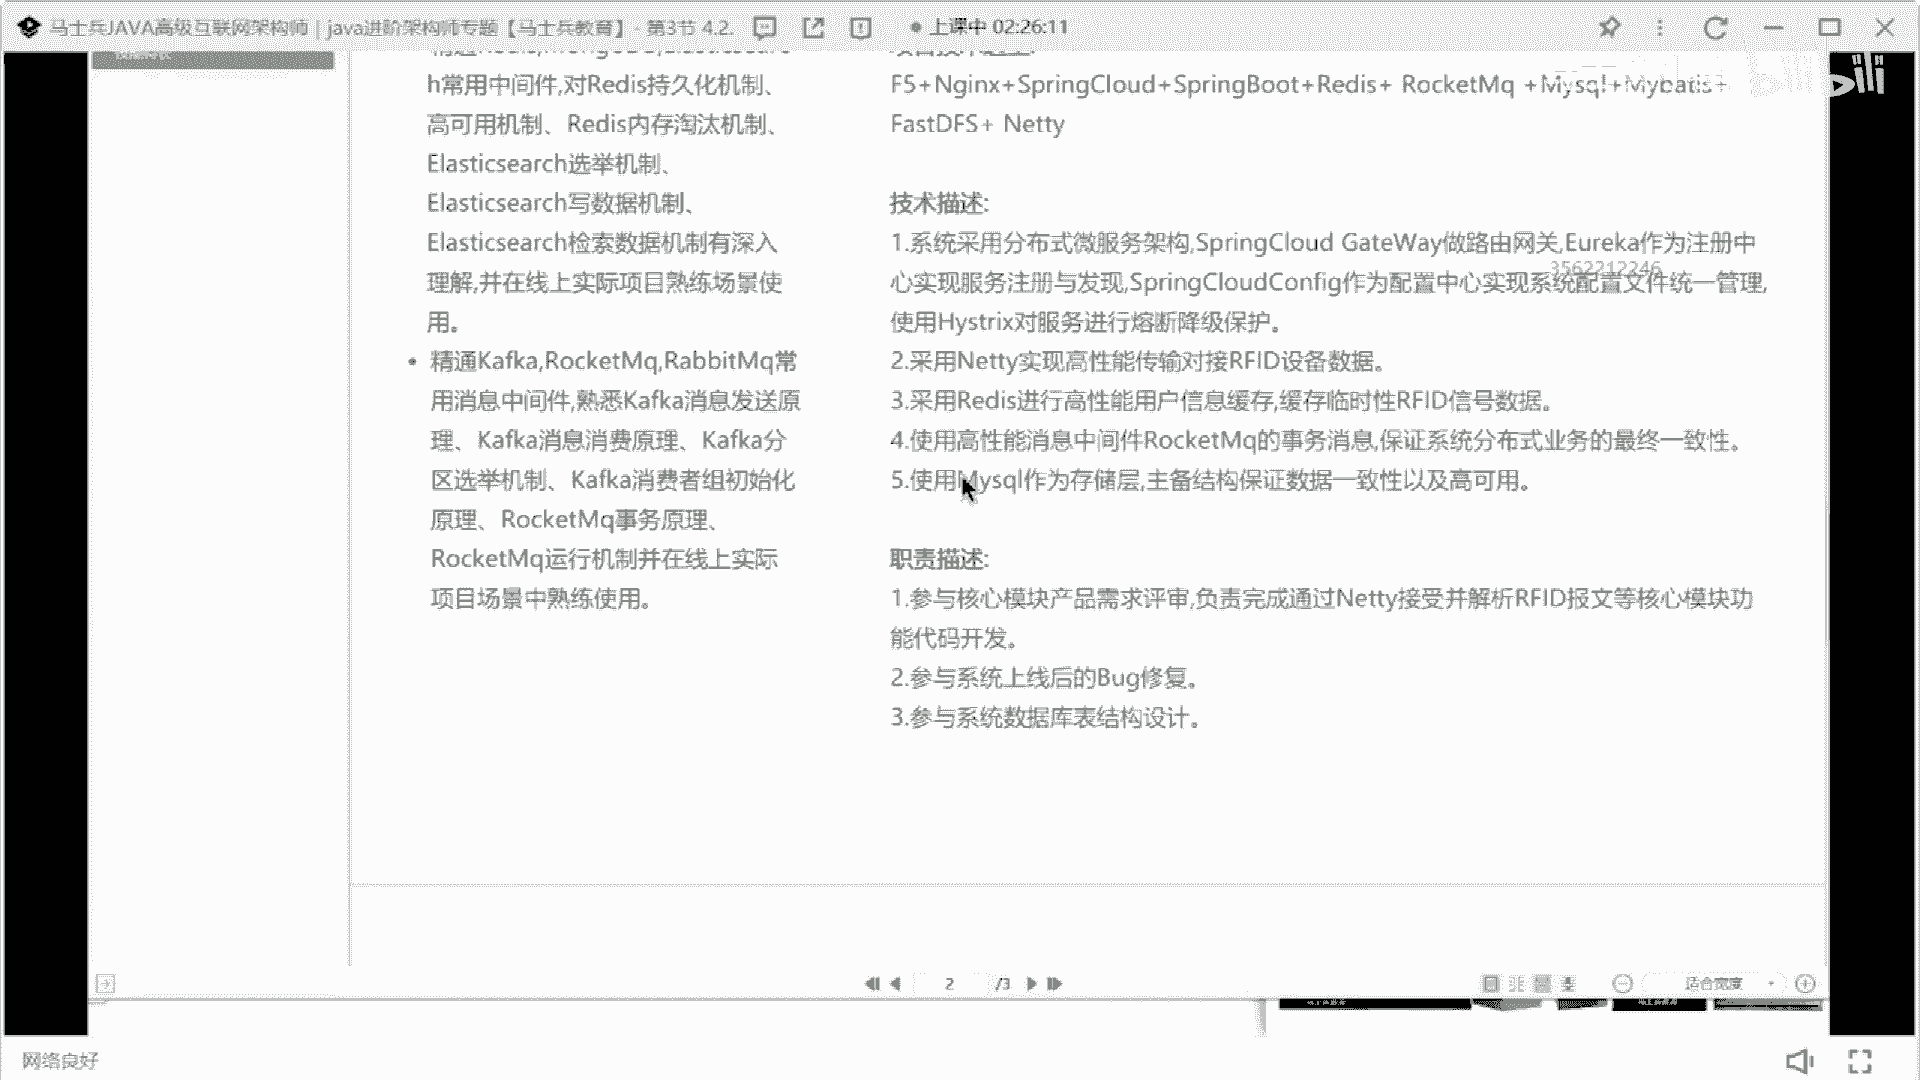 马士兵JAVA高级互联网架构师 | java进阶架构师专题【马士兵教育】- 第3节 4.2.
上课中 02:26:11
h常用中间件,对Redis持久化机制、
高可用机制、Redis内存淘汰机制、
Elasticsearch选举机制、
Elasticsearch写数据机制、
Elasticsearch检索数据机制有深入
理解,并在线上实际项目熟练场景使
用。
• 精通Kafka,RocketMq,RabbitMq常
用消息中间件,熟悉Kafka消息发送原
理、Kafka消息消费原理、Kafka分
区选举机制、Kafka消费者组初始化
原理、RocketMq事务原理、
RocketMq运行机制并在线上实际
项目场景中熟练使用。
F5+Nginx+SpringCloud+SpringBoot+Redis+ RocketMq +Mysql+Mybatis+
FastDFS+ Netty
技术描述:
1.系统采用分布式微服务架构,SpringCloud GateWay做路由网关,Eureka作为注册中
心实现服务注册与发现,SpringCloudConfig作为配置中心实现系统配置文件统一管理,
使用Hystrix对服务进行熔断降级保护。
2.采用Netty实现高性能传输对接RFID设备数据。
3.采用Redis进行高性能用户信息缓存,缓存临时性RFID信号数据。
4.使用高性能消息中间件RocketMq的事务消息,保证系统分布式业务的最终一致性。
5.使用Mysql作为存储层,主备结构保证数据一致性以及高可用。
职责描述:
1.参与核心模块产品需求评审,负责完成通过Netty接受并解析RFID报文等核心模块功
能代码开发。
2.参与系统上线后的Bug修复。
3.参与系统数据库表结构设计。
3562212246
bilibili
2 /3
适合宽度
网络良好